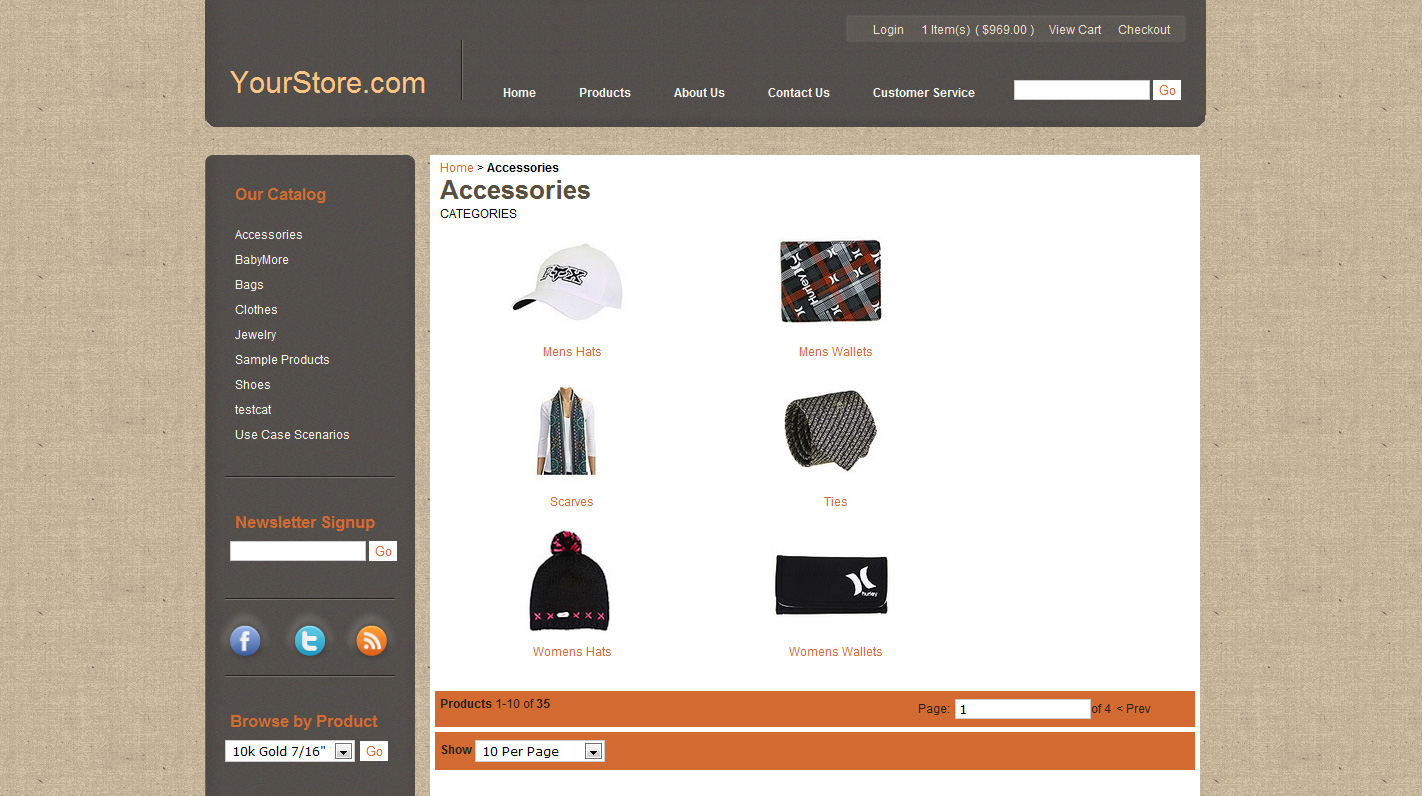 Login 1 Item(s) ( $969.00 ) View Cart Checkout
YourStore.com
Home Products About Us Contact Us Customer Service Go
Our Catalog
Accessories
BabyMore
Bags
Clothes
Jewelry
Sample Products
Shoes
testcat
Use Case Scenarios
Newsletter Signup
Go
f t
Browse by Product
10k Gold 7/16" Go
Home > Accessories
Accessories
CATEGORIES
FOX
Hurley
Mens Hats Mens Wallets
Scarves Ties
hurley
Womens Hats Womens Wallets
Products 1-10 of 35 Page: 1 of 4 < Prev
Show 10 Per Page